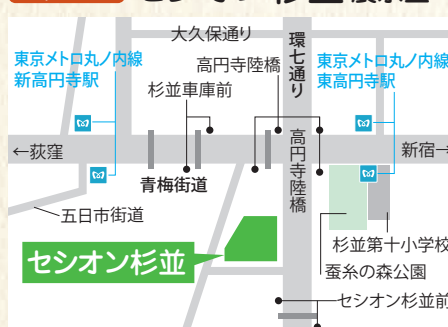 大久保通り
環七通り
東京メトロ丸ノ内線
新高円寺駅
高円寺陸橋
東京メトロ丸ノ内線
東高円寺駅
杉並車庫前
高円寺陸橋
←荻窪
新宿→
青梅街道
五日市街道
セシオン杉並
杉並第十小学校
蚕糸の森公園
セシオン杉並前